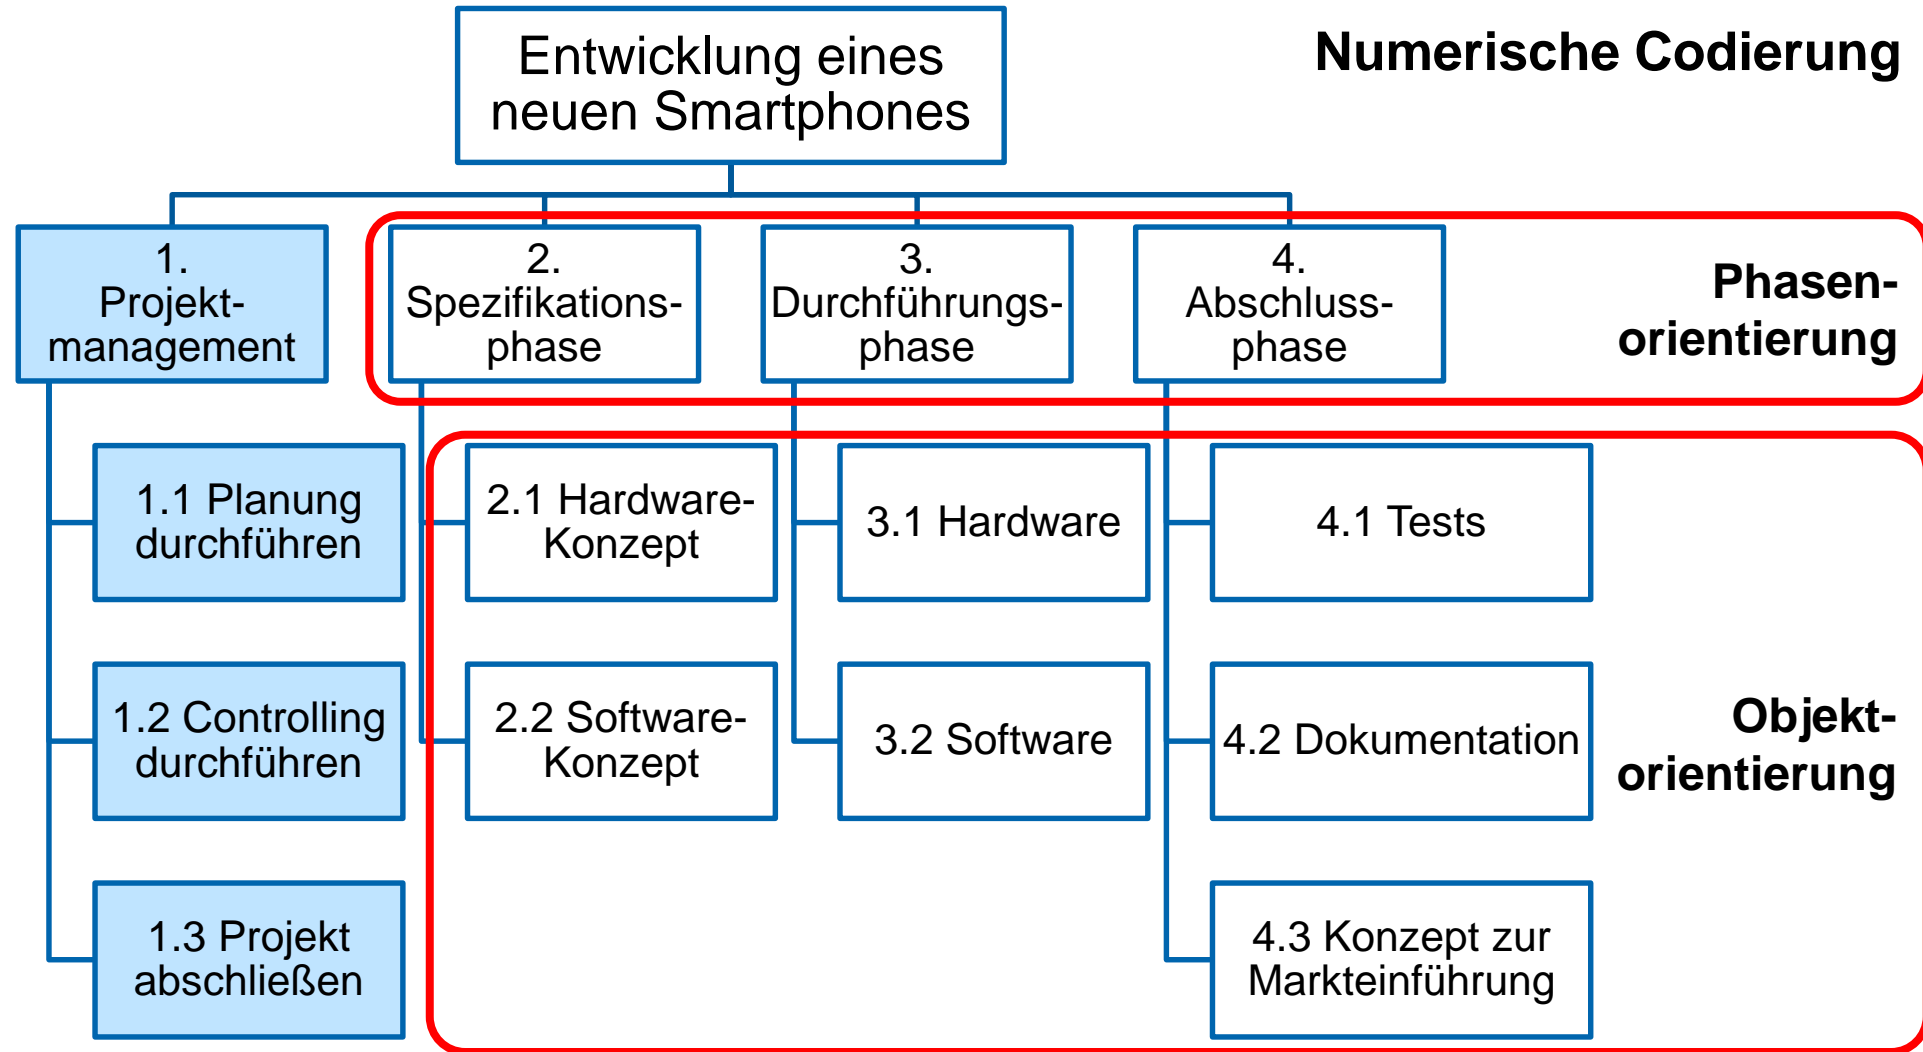 Entwicklung eines
neuen Smartphones
Numerische Codierung
1.
Projekt-
management
2.
Spezifikations-
phase
3.
Durchführungs-
phase
4.
Abschluss-
phase
Phasen-
orientierung
1.1 Planung
durchführen
2.1 Hardware-
Konzept
3.1 Hardware
4.1 Tests
1.2 Controlling
durchführen
2.2 Software-
Konzept
3.2 Software
4.2 Dokumentation
Objekt-
orientierung
1.3 Projekt
abschließen
4.3 Konzept zur
Markteinführung